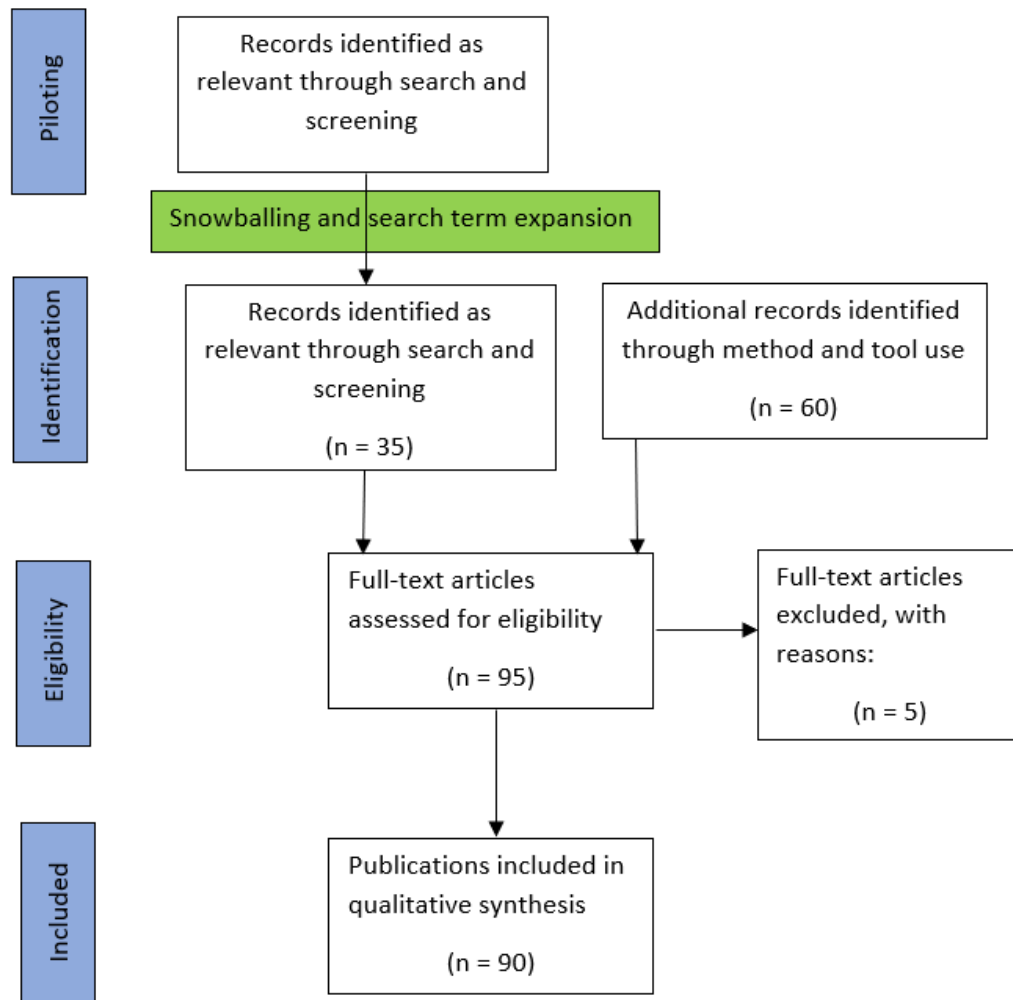 Piloting
Records identified as
relevant through search and
screening
Snowballing and search term expansion
Identification
Records identified as
relevant through search and
screening
(n = 35)
Additional records identified
through method and tool use
(n = 60)
Eligibility
Full-text articles
assessed for eligibility
(n = 95)
Full-text articles
excluded, with
reasons:
(n = 5)
Included
Publications included in
qualitative synthesis
(n = 90)